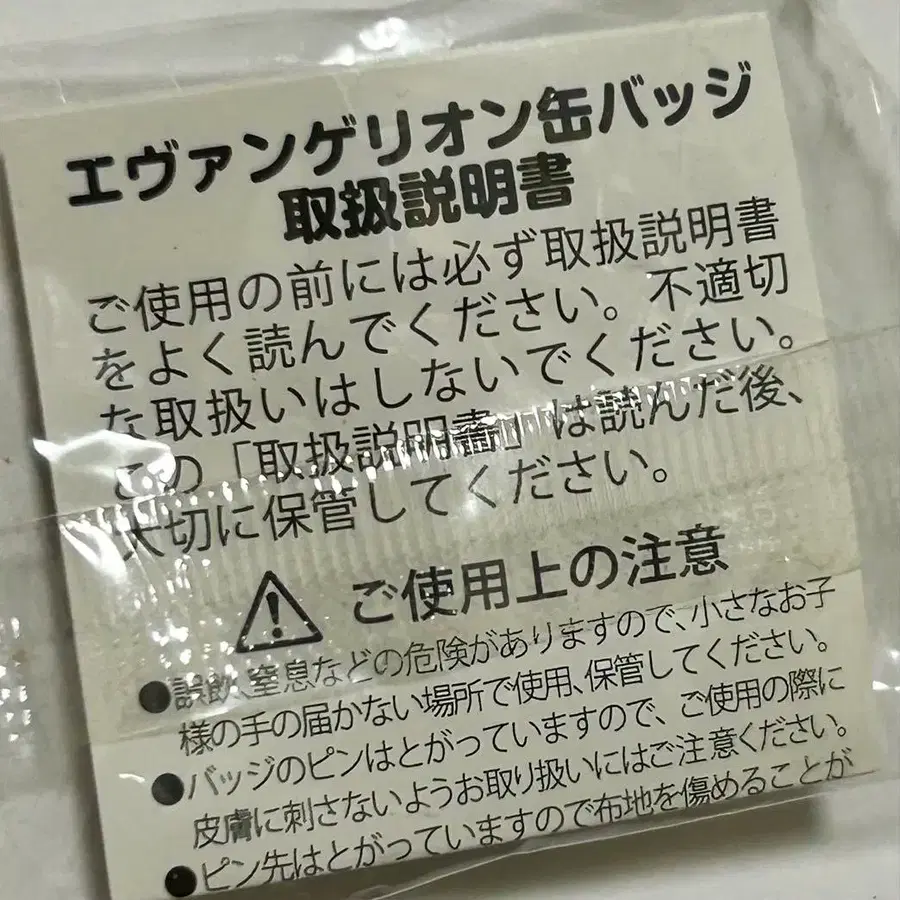 エヴァンゲリオン缶バッジ
取扱説明書
ご使用の前には必ず取扱説明書
をよく読んでください。不適切
な取扱いはしないでください。
この「取扱説明書」は読んだ後、
大切に保管してください。
ご使用上の注意
●誤飲、窒息などの危険がありますので、小さなお子
様の手の届かない場所で使用、保管してください。
●バッジのピンはとがっていますので、ご使用の際に
皮膚に刺さないようお取り扱いにはご注意ください。
●ピン先はとがっていますので布地を傷めることが